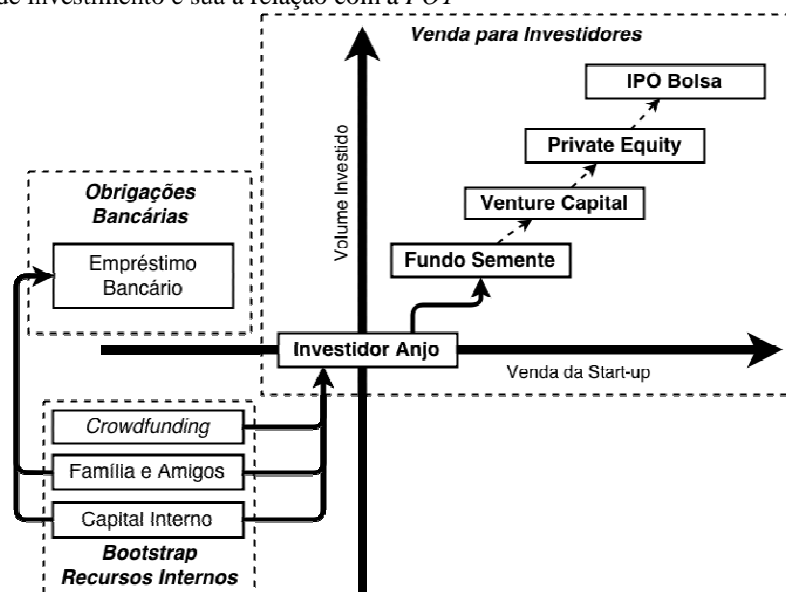 de investimento e sua a relação com a POT
Venda para Investidores
IPO Bolsa
Private Equity
Venture Capital
Fundo Semente
Volume Investido
Obrigações
Bancárias
Empréstimo
Bancário
Investidor Anjo
Venda da Start-up
Crowdfunding
Família e Amigos
Capital Interno
Bootstrap
Recursos Internos